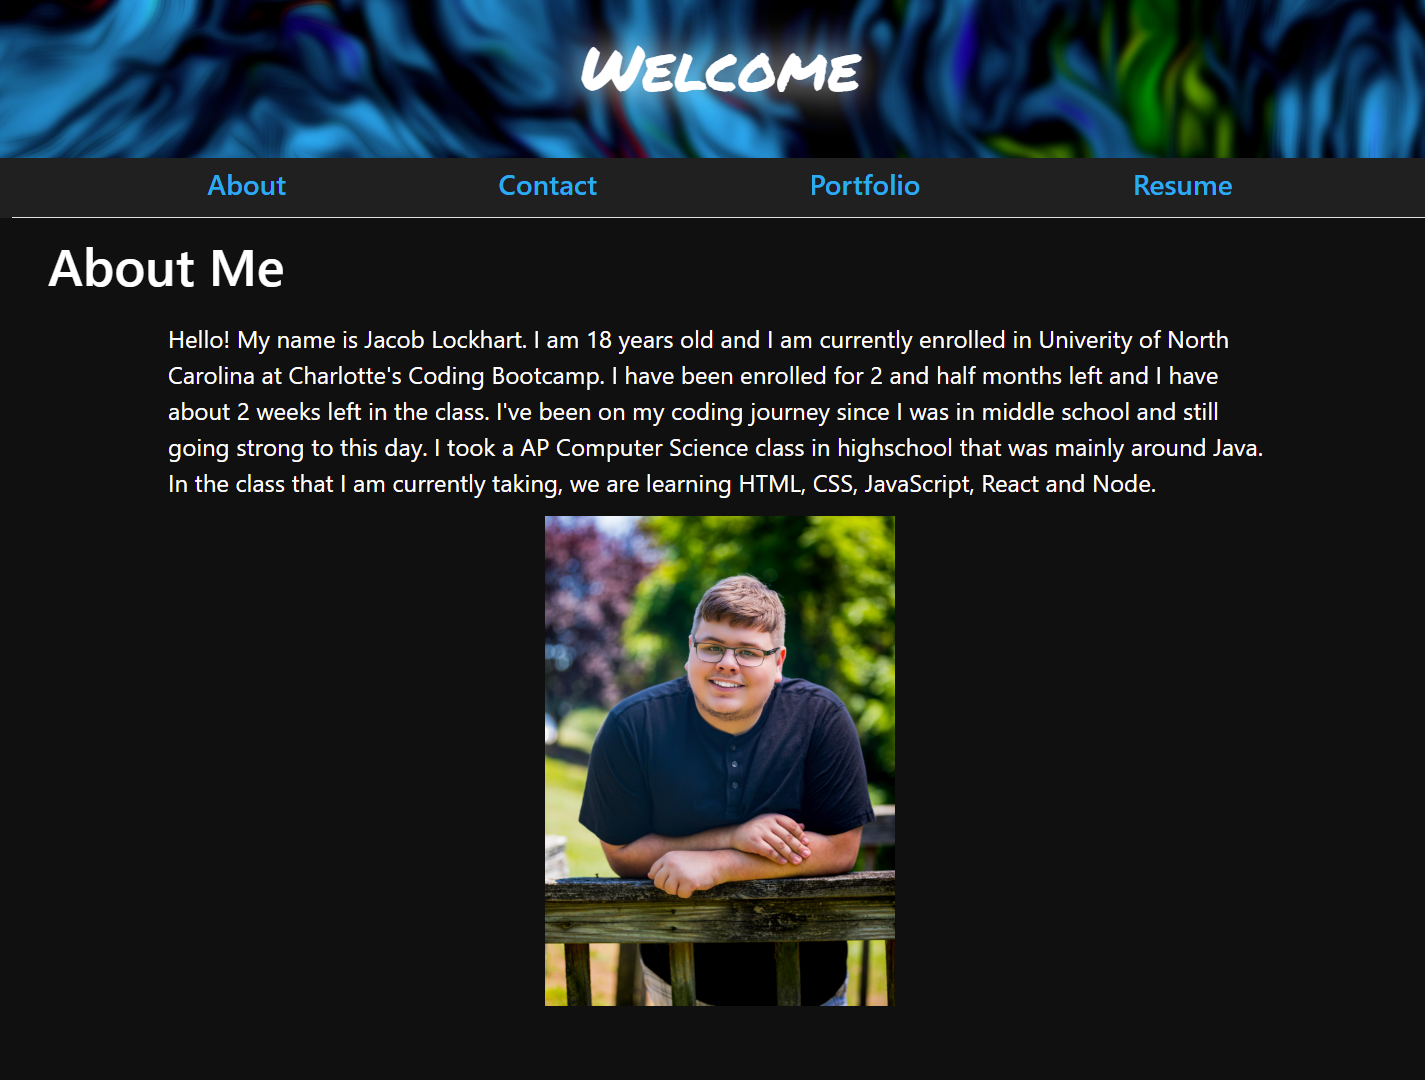 Welcome
About Contact Portfolio Resume
About Me
Hello! My name is Jacob Lockhart. I am 18 years old and I am currently enrolled in Univerity of North
Carolina at Charlotte's Coding Bootcamp. I have been enrolled for 2 and half months left and I have
about 2 weeks left in the class. I've been on my coding journey since I was in middle school and still
going strong to this day. I took a AP Computer Science class in highschool that was mainly around Java.
In the class that I am currently taking, we are learning HTML, CSS, JavaScript, React and Node.